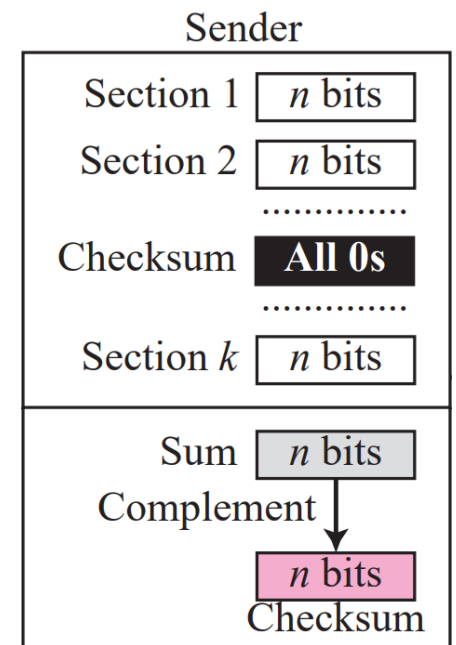 Sender
Section 1 n bits
Section 2 n bits
..............
Checksum All 0s
..............
Section k n bits
Sum n bits
Complement
n bits
Checksum